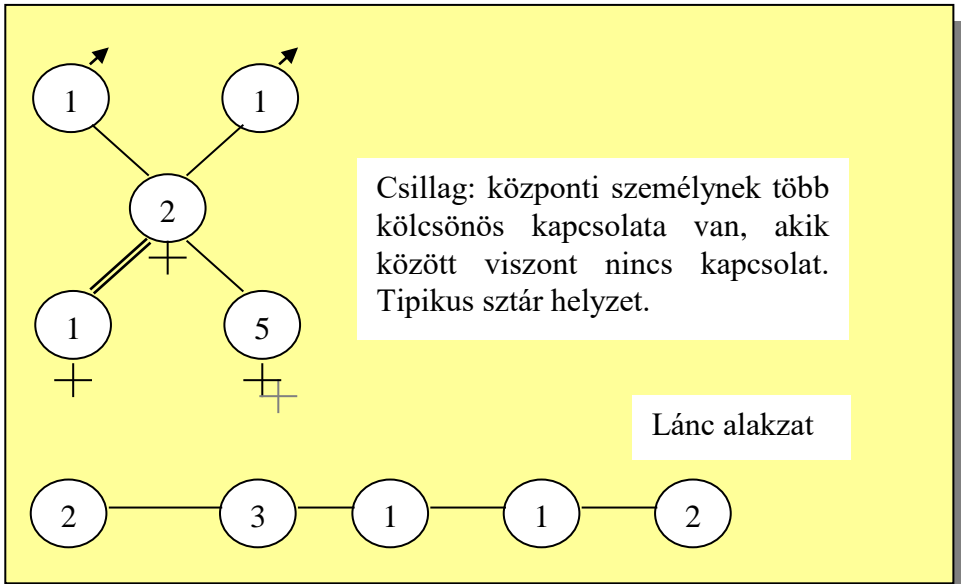 1 1
2
Csillag: központi személynek több
kölcsönös kapcsolata van, akik
között viszont nincs kapcsolat.
Tipikus sztár helyzet.
1 5
Lánc alakzat
2 3 1 1 2